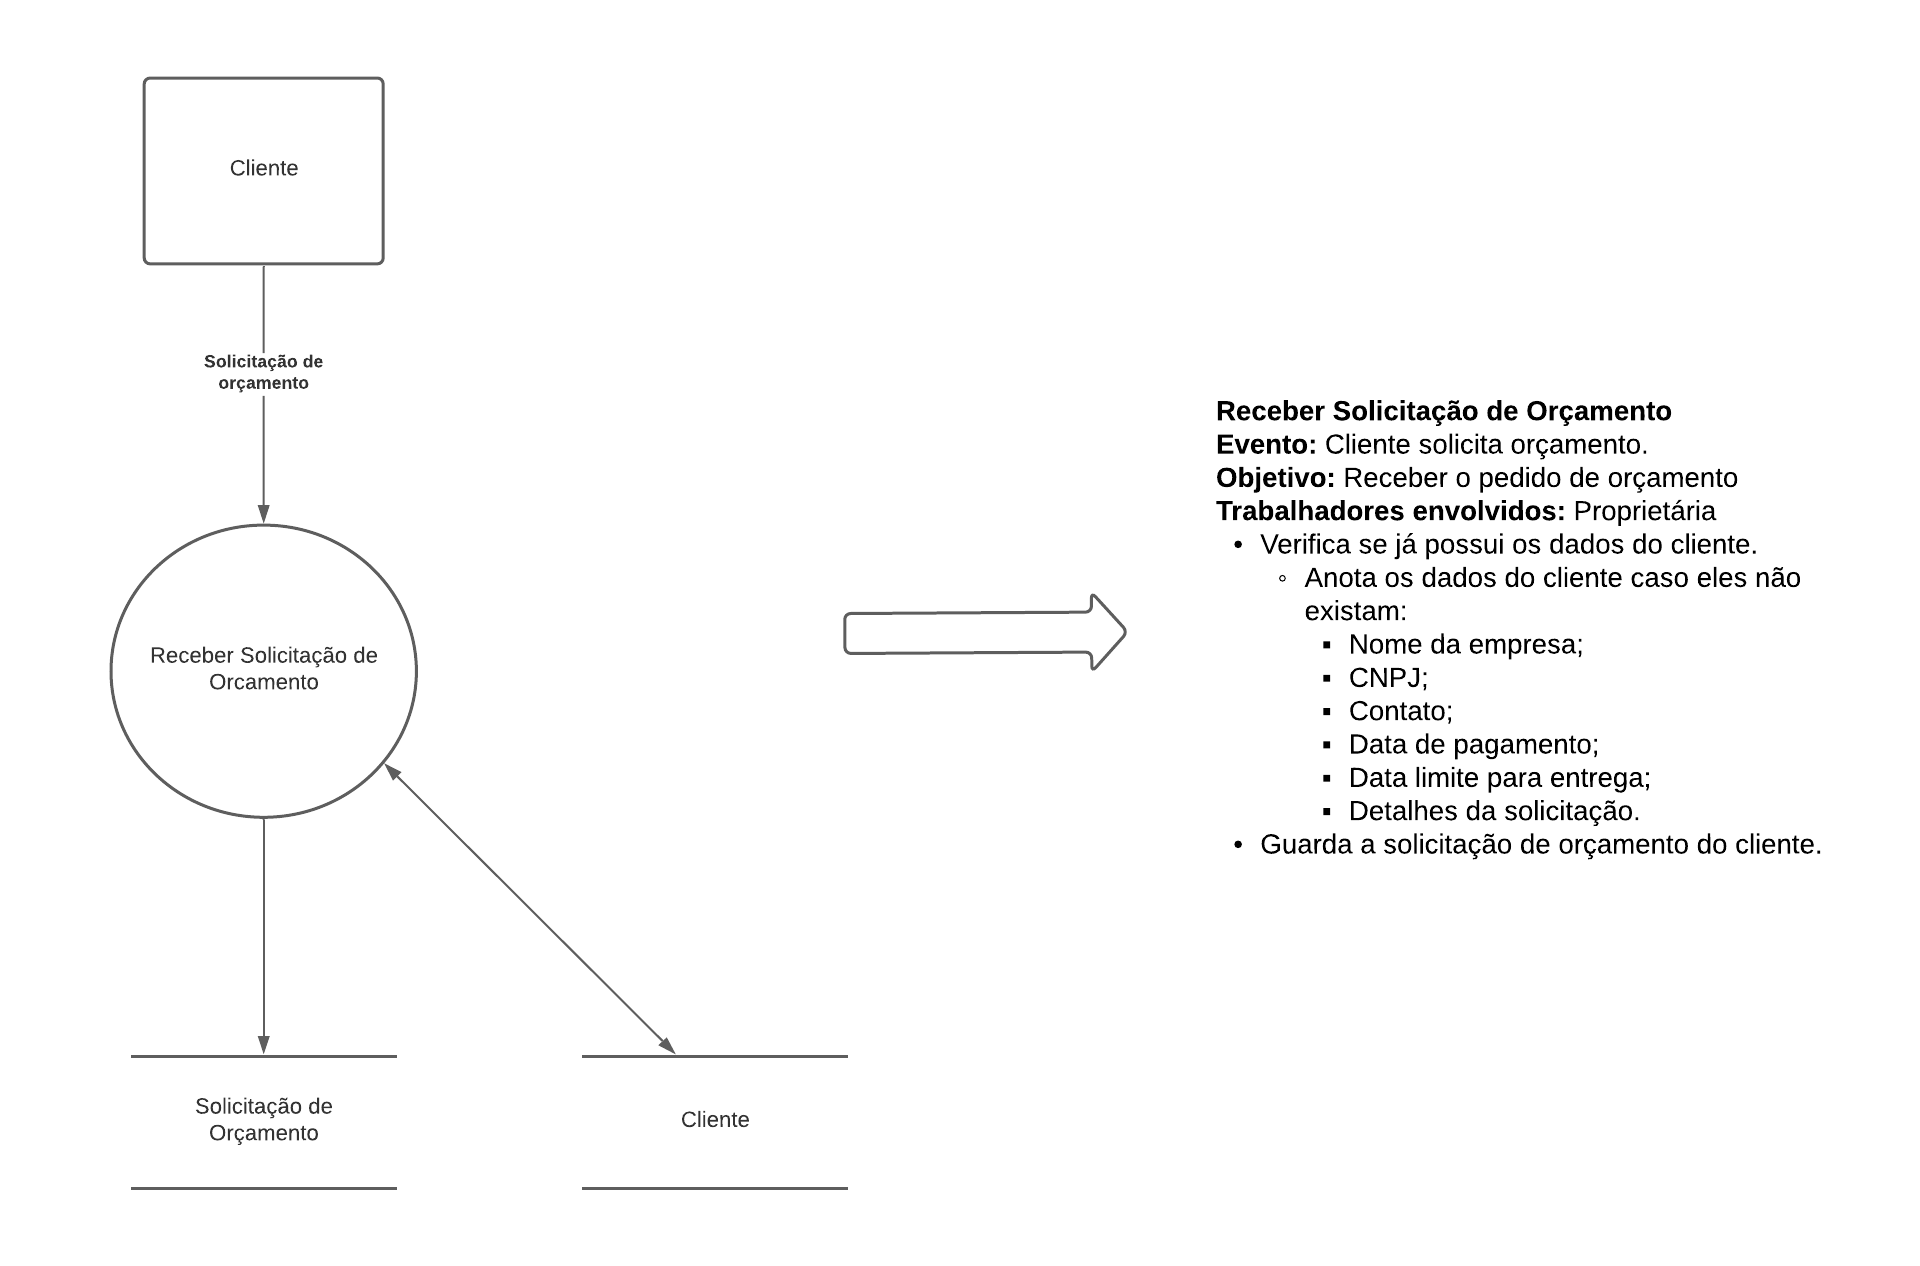 Cliente
Solicitação de
orçamento
Receber Solicitação de
Orcamento
Solicitação de
Orçamento
Cliente
Receber Solicitação de Orçamento
Evento: Cliente solicita orçamento.
Objetivo: Receber o pedido de orçamento
Trabalhadores envolvidos: Proprietária
• Verifica se já possui os dados do cliente.
◦ Anota os dados do cliente caso eles não
existam:
▪ Nome da empresa;
▪ CNPJ;
▪ Contato;
▪ Data de pagamento;
▪ Data limite para entrega;
▪ Detalhes da solicitação.
• Guarda a solicitação de orçamento do cliente.